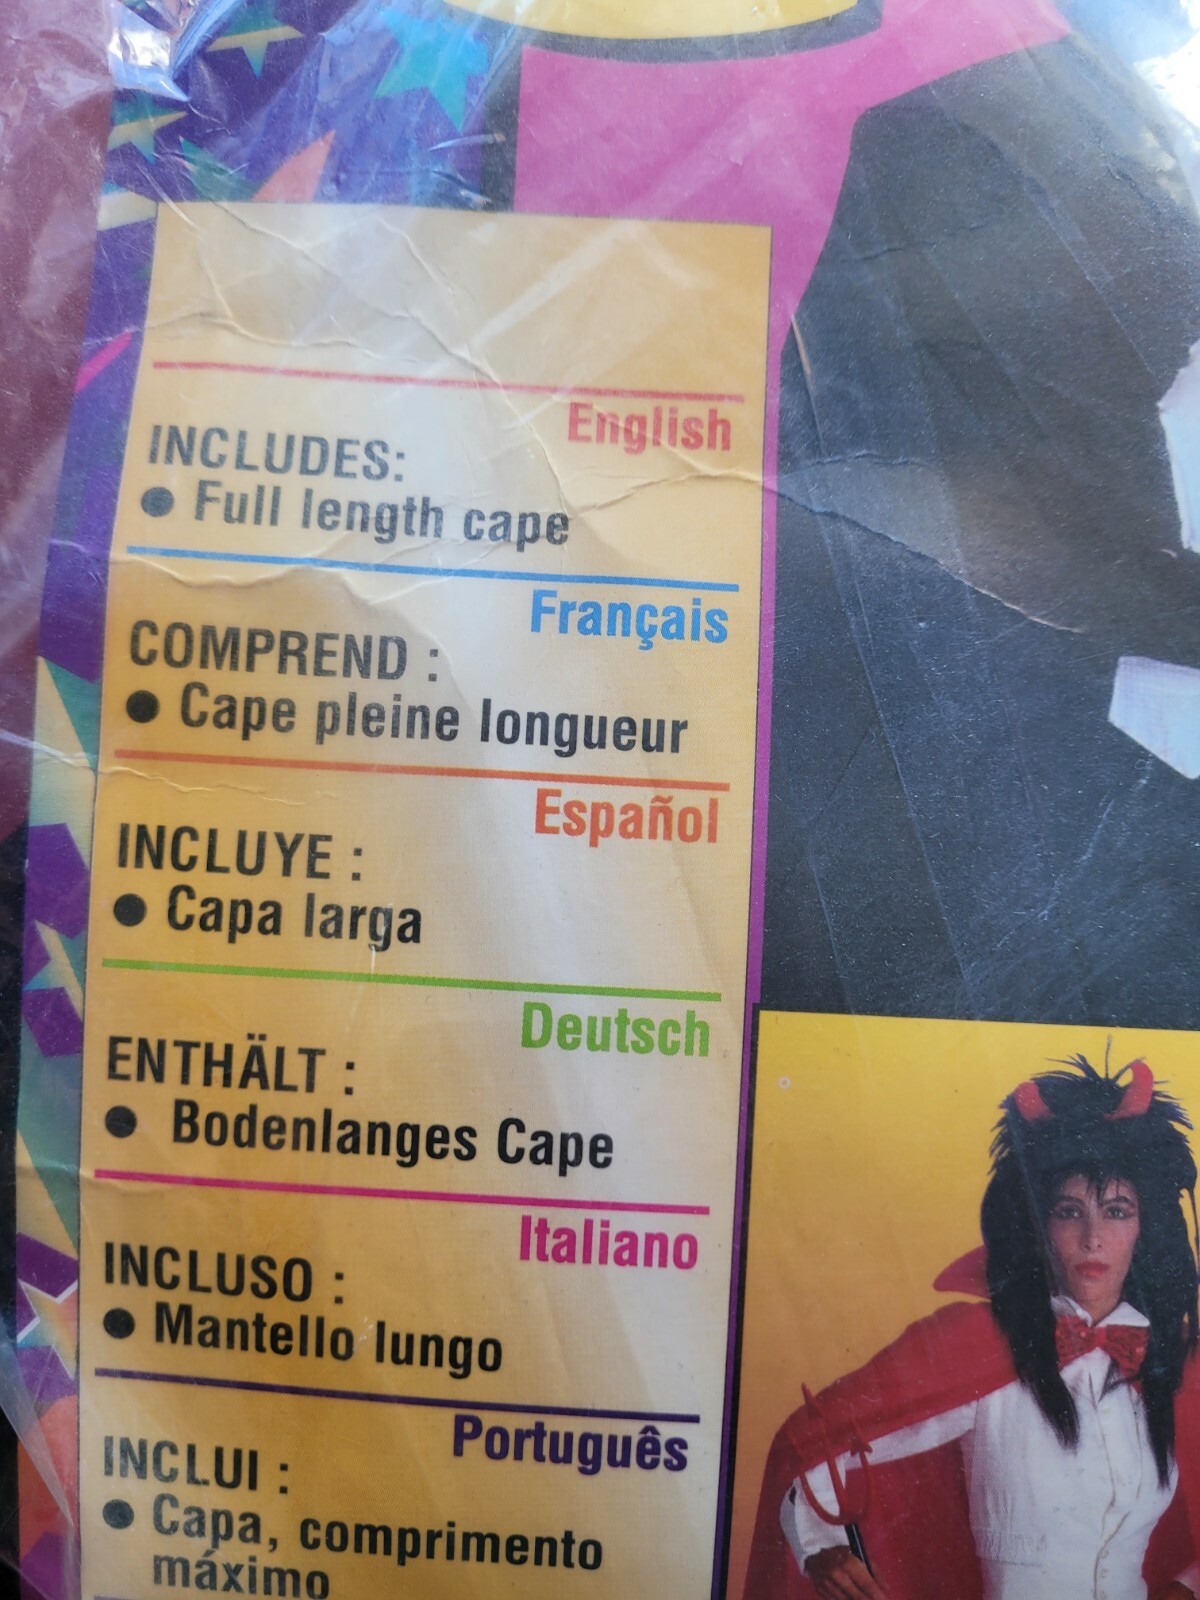 English
INCLUDES:
● Full length cape
Français
COMPREND :
● Cape pleine longueur
Español
INCLUYE :
● Capa larga
Deutsch
ENTHÄLT :
● Bodenlanges Cape
Italiano
INCLUSO :
● Mantello lungo
Português
INCLUI :
● Capa, comprimento
máximo